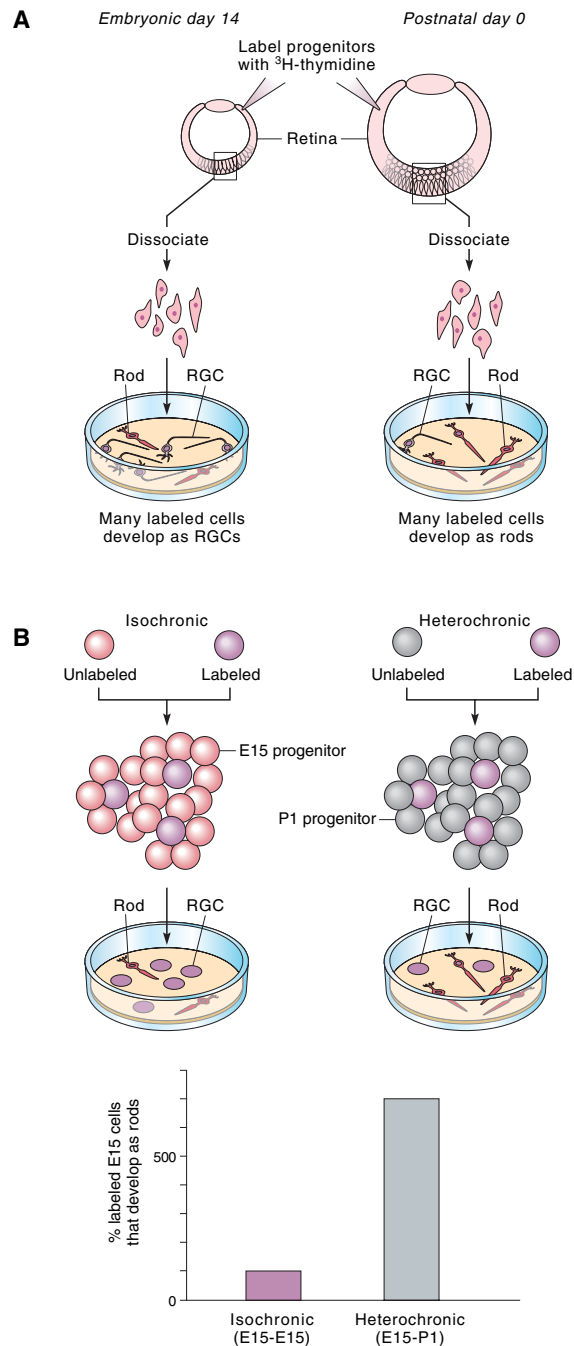 A
Embryonic day 14
Postnatal day 0
Label progenitors
with ³H-thymidine
Retina
Dissociate
Dissociate
Rod
RGC
RGC
Rod
Many labeled cells
develop as RGCs
Many labeled cells
develop as rods
B
Isochronic
Heterochronic
Unlabeled
Labeled
Unlabeled
Labeled
E15 progenitor
P1 progenitor
Rod
RGC
RGC
Rod
% labeled E15 cells
that develop as rods
500
0
Isochronic
(E15-E15)
Heterochronic
(E15-P1)